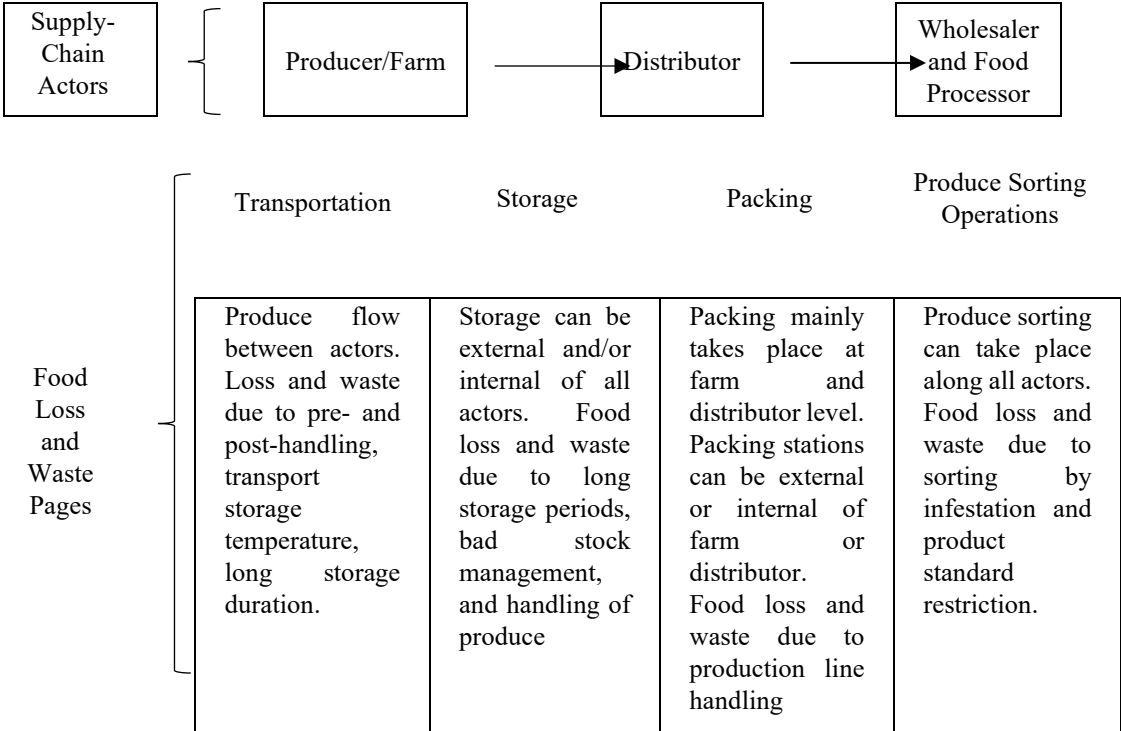 Supply-
Chain
Actors
Producer/Farm
Distributor
Wholesaler
and Food
Processor
Transportation
Storage
Packing
Produce Sorting
Operations
Food
Loss
and
Waste
Pages
Produce flow
between actors.
Loss and waste
due to pre- and
post-handling,
transport
storage
temperature,
long storage
duration.
Storage can be
external and/or
internal of all
actors. Food
loss and waste
due to long
storage periods,
bad stock
management,
and handling of
produce
Packing mainly
takes place at
farm and
distributor level.
Packing stations
can be external
or internal of
farm or
distributor.
Food loss and
waste due to
production line
handling
Produce sorting
can take place
along all actors.
Food loss and
waste due to
sorting by
infestation and
product
standard
restriction.